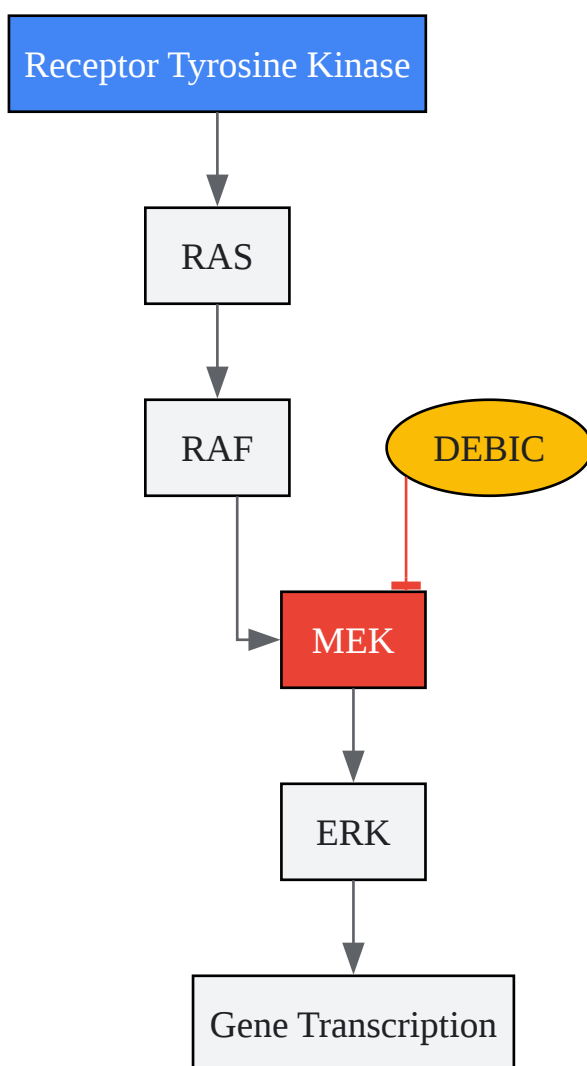 Receptor Tyrosine Kinase
RAS
RAF
DEBIC
MEK
ERK
Gene Transcription